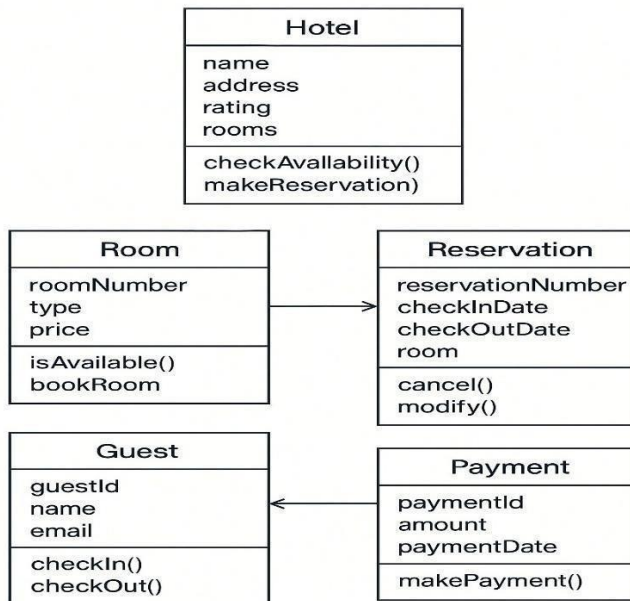 Hotel
name
address
rating
rooms
checkAvallability()
makeReservation)
Room
roomNumber
type
price
isAvailable()
bookRoom
Reservation
reservationNumber
checkInDate
checkOutDate
room
cancel()
modify()
Guest
guestId
name
email
checkIn()
checkOut()
Payment
paymentId
amount
paymentDate
makePayment()